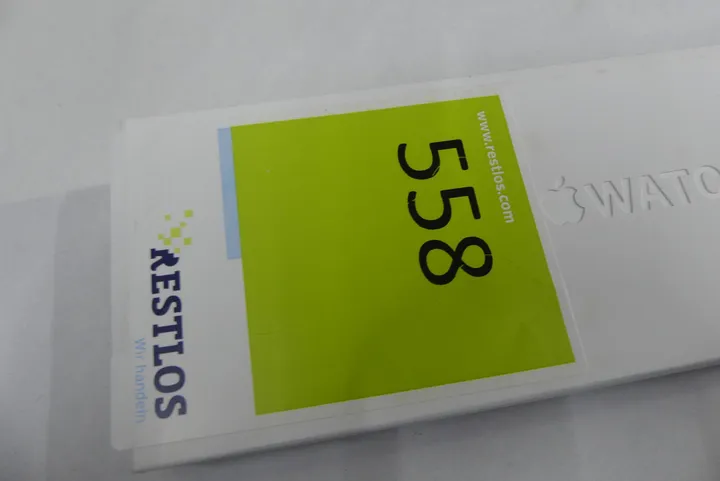 www.restlos.com
558
RESTLOS
Wir handeln
WATC